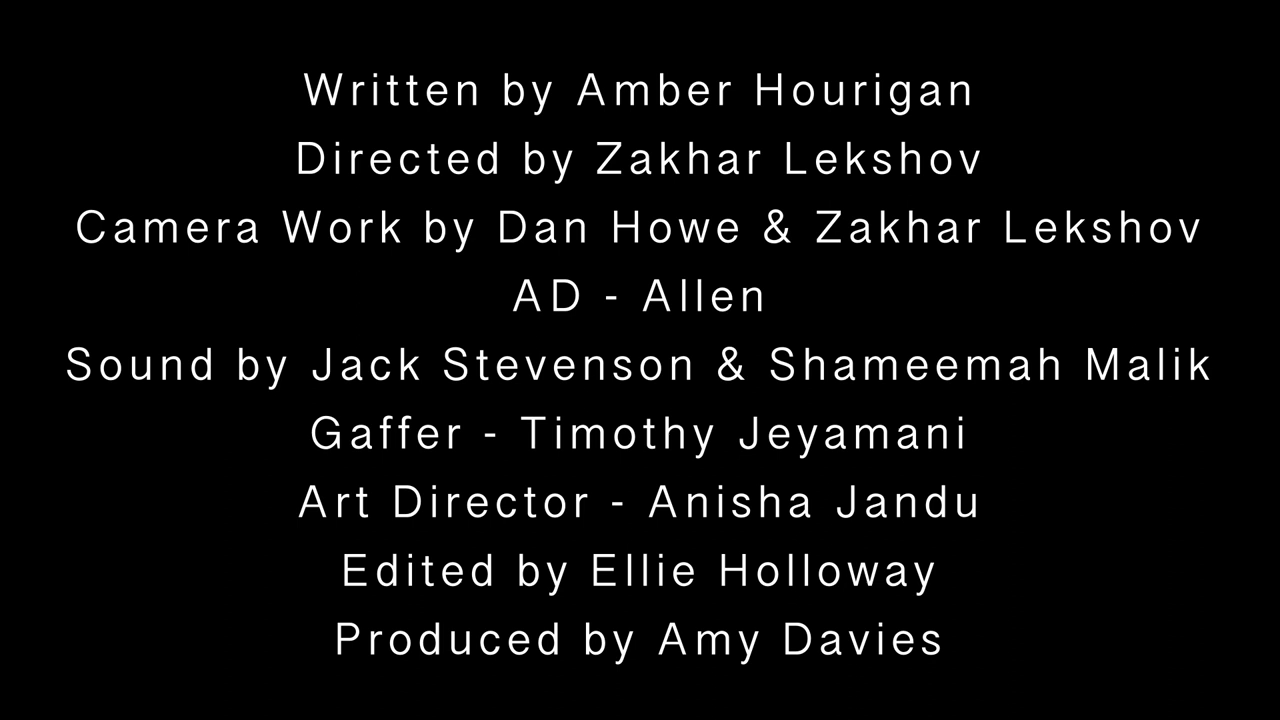 Written by Amber Hourigan
Directed by Zakhar Lekshov
Camera Work by Dan Howe & Zakhar Lekshov
AD - Allen
Sound by Jack Stevenson & Shameemah Malik
Gaffer - Timothy Jeyamani
Art Director - Anisha Jandu
Edited by Ellie Holloway
Produced by Amy Davies